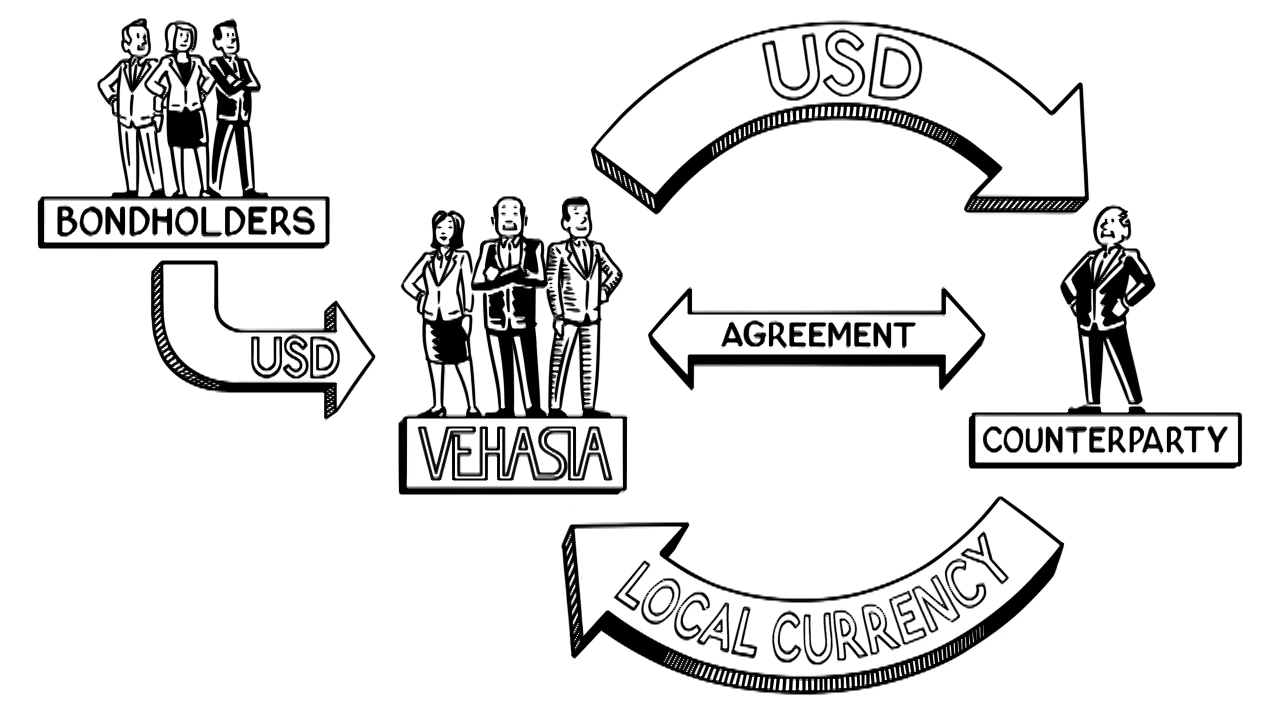 USD
BONDHOLDERS
USD
AGREEMENT
VEHASIA
COUNTERPARTY
LOCAL CURRENCY